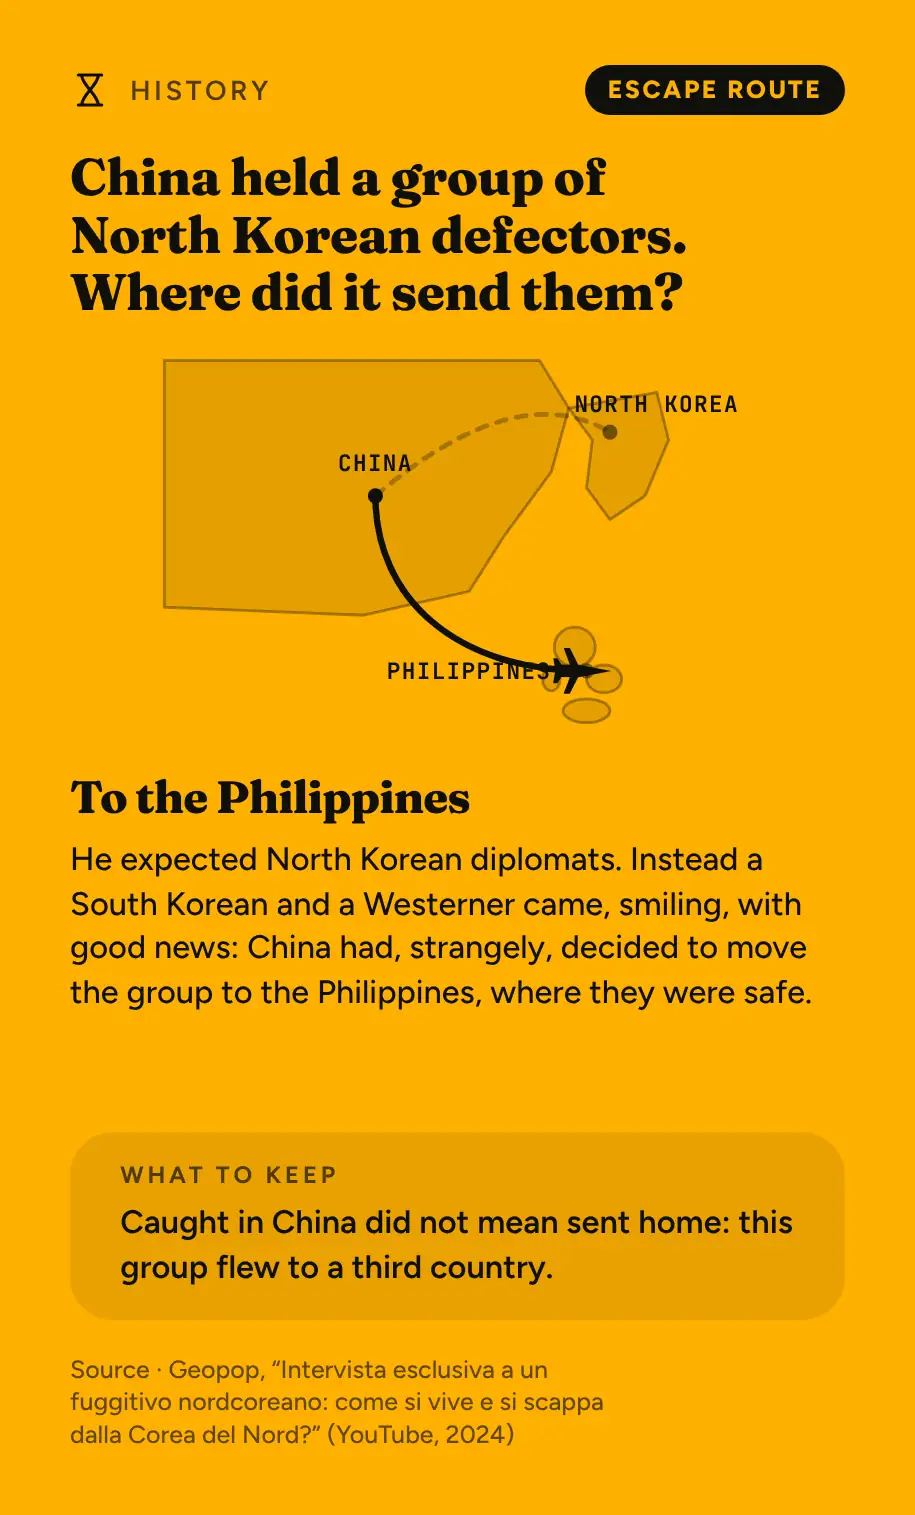 HISTORY
ESCAPE ROUTE
China held a group of
North Korean defectors.
Where did it send them?
NORTH KOREA
CHINA
PHILIPPINES
To the Philippines
He expected North Korean diplomats. Instead a
South Korean and a Westerner came, smiling, with
good news: China had, strangely, decided to move
the group to the Philippines, where they were safe.
WHAT TO KEEP
Caught in China did not mean sent home: this
group flew to a third country.
Source · Geopop, “Intervista esclusiva a un
fuggitivo nordcoreano: come si vive e si scappa
dalla Corea del Nord?” (YouTube, 2024)